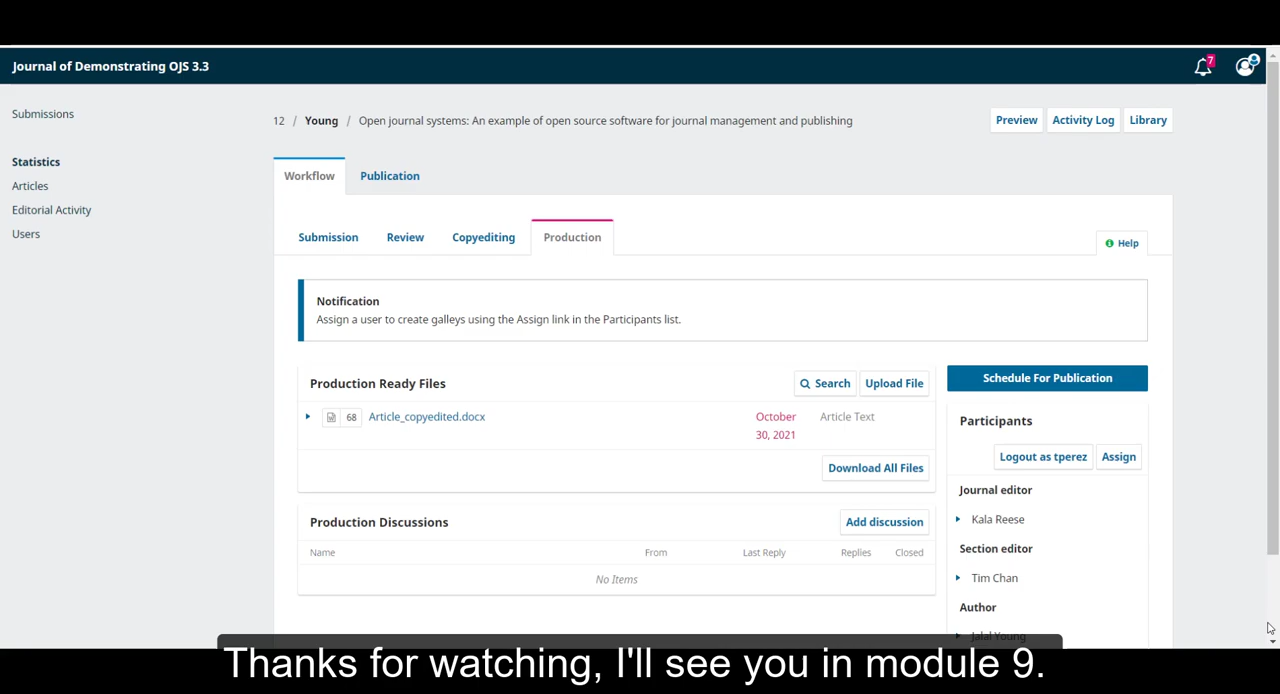 Journal of Demonstrating OJS 3.3
7
Submissions
Statistics
Articles
Editorial Activity
Users
12 / Young / Open journal systems: An example of open source software for journal management and publishing
Preview
Activity Log
Library
Workflow
Publication
Submission
Review
Copyediting
Production
Help
Notification
Assign a user to create galleys using the Assign link in the Participants list.
Production Ready Files
Search
Upload File
68
Article_copyedited.docx
October
30, 2021
Article Text
Download All Files
Production Discussions
Add discussion
Name From Last Reply Replies Closed
No Items
Schedule For Publication
Participants
Logout as tperez
Assign
Journal editor
Kala Reese
Section editor
Tim Chan
Author
Jalal Young
Thanks for watching, I'll see you in module 9.